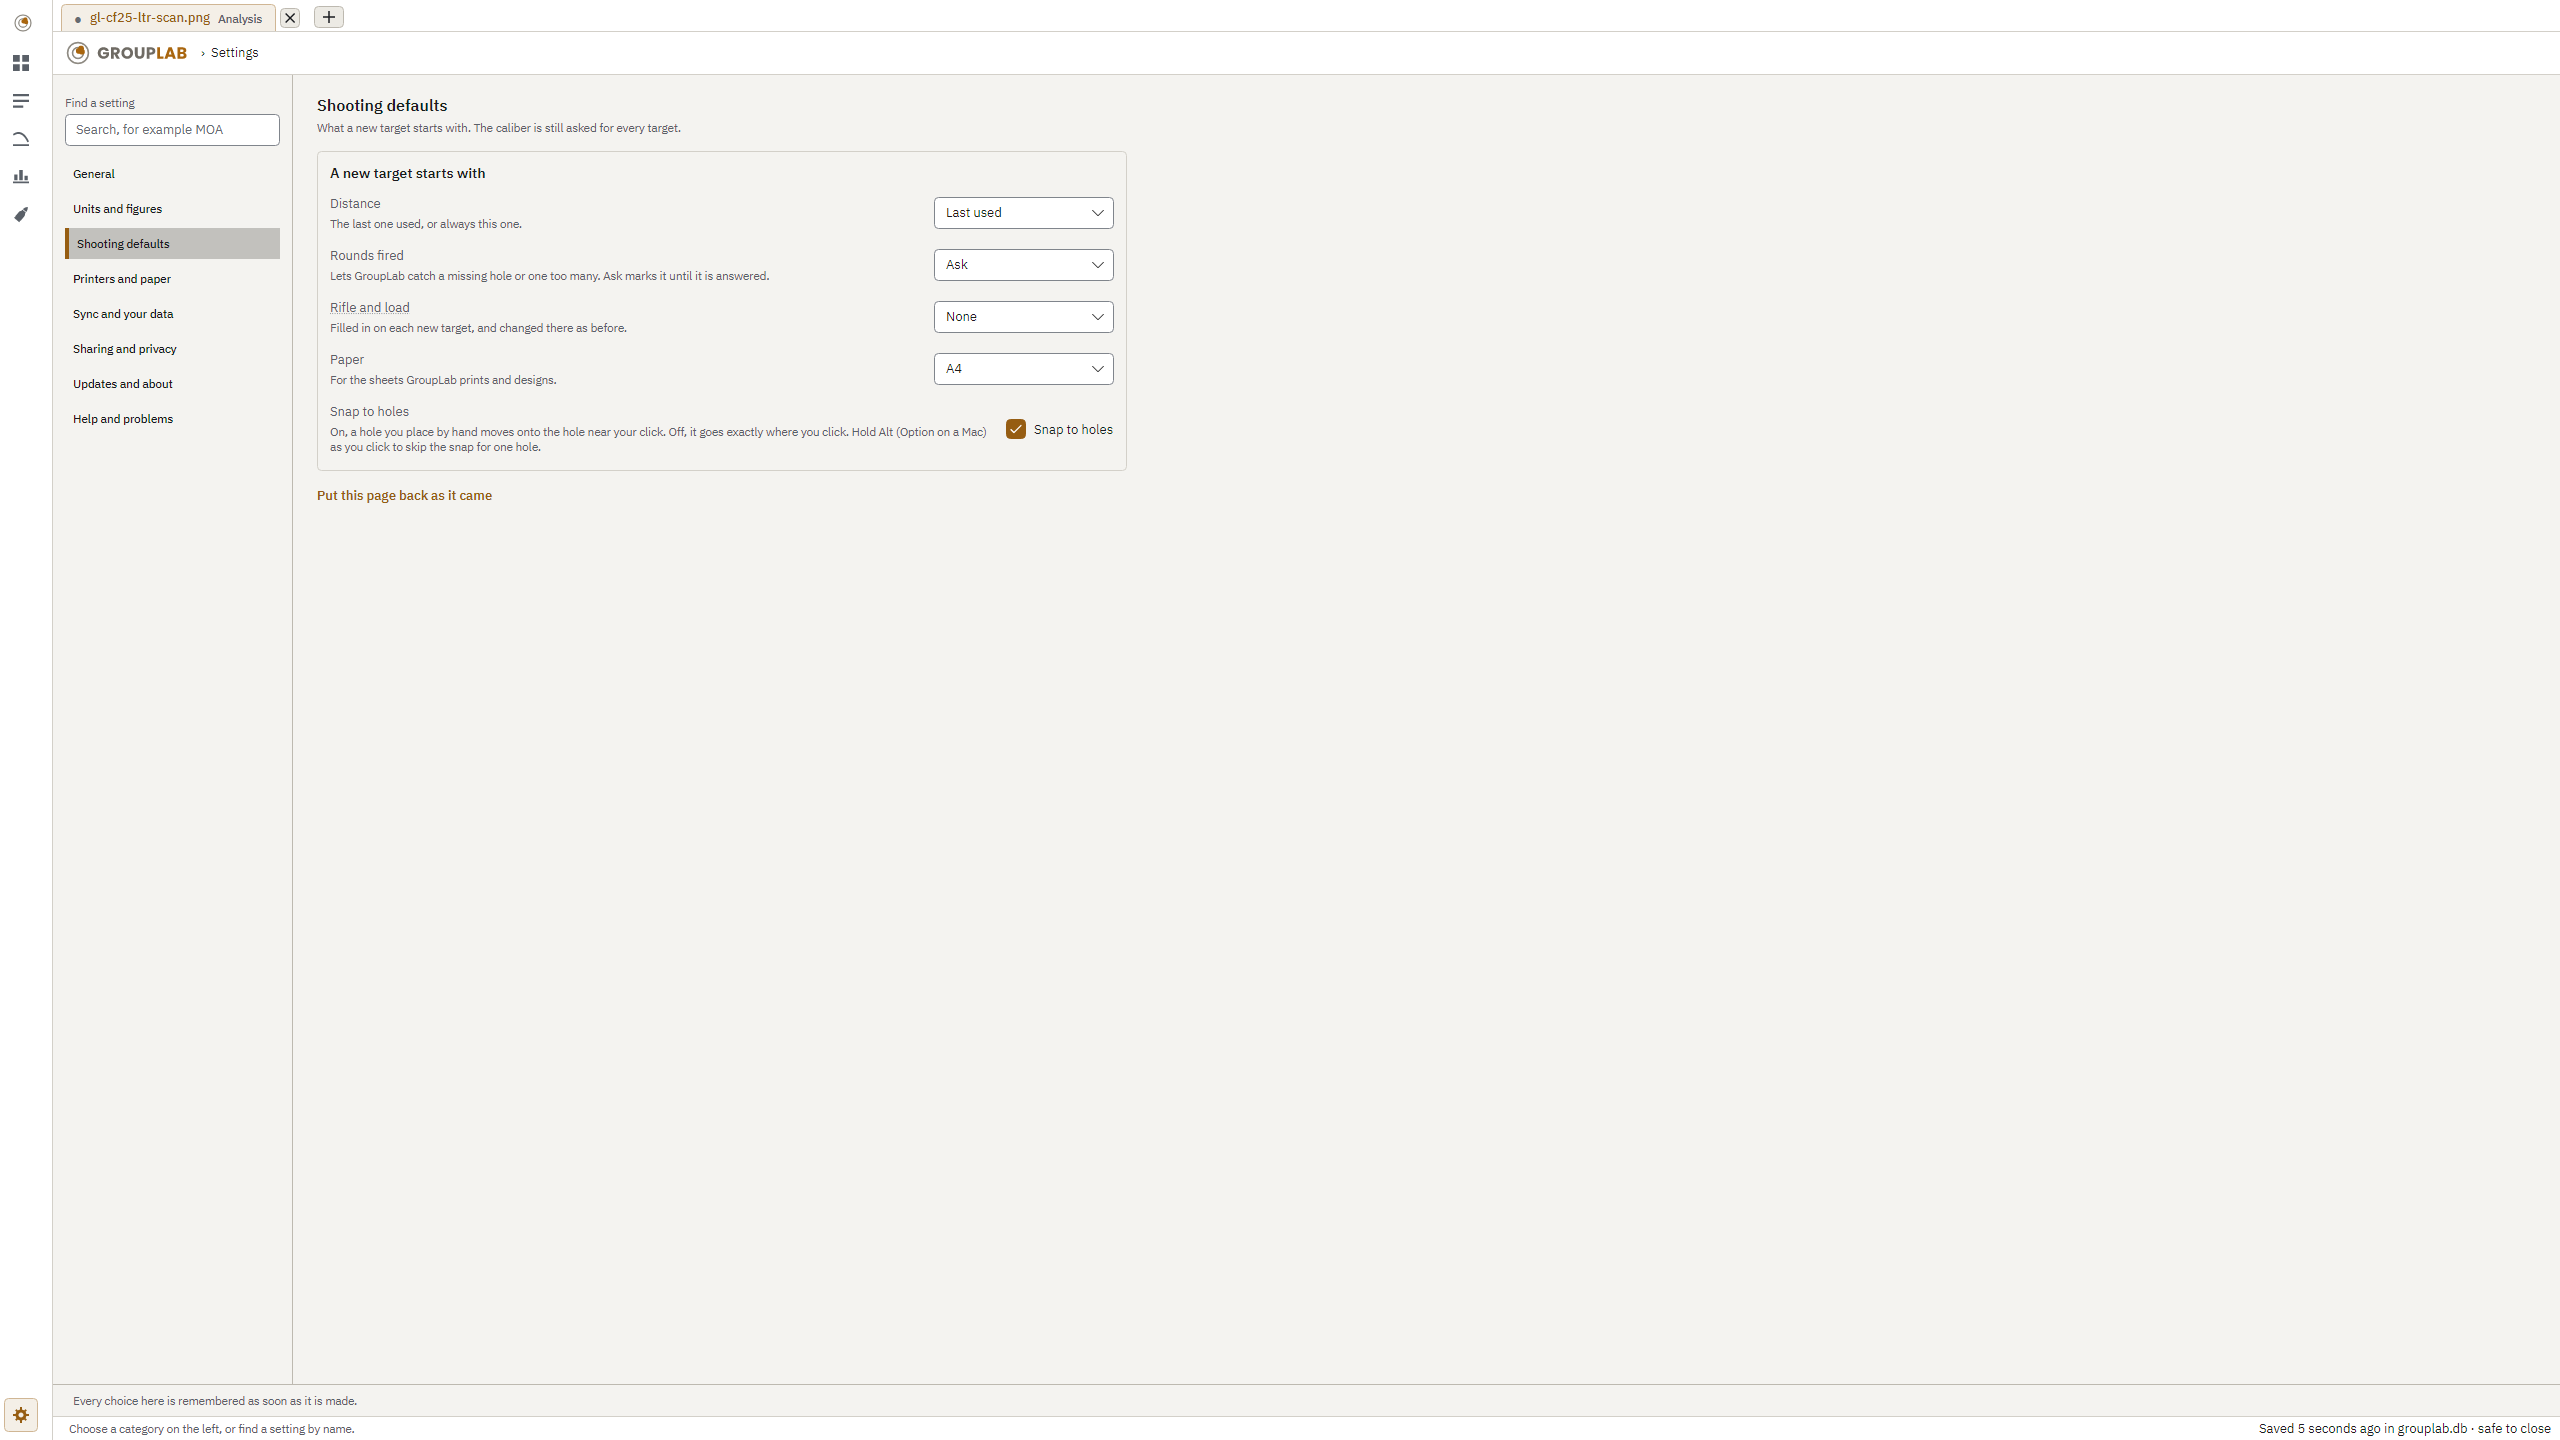 gl-cf25-ltr-scan.png Analysis
GROUPLAB › Settings
Find a setting
Search, for example MOA
General
Units and figures
Shooting defaults
Printers and paper
Sync and your data
Sharing and privacy
Updates and about
Help and problems
Shooting defaults
What a new target starts with. The caliber is still asked for every target.
A new target starts with
Distance
The last one used, or always this one.
Last used
Rounds fired
Lets GroupLab catch a missing hole or one too many. Ask marks it until it is answered.
Ask
Rifle and load
Filled in on each new target, and changed there as before.
None
Paper
For the sheets GroupLab prints and designs.
A4
Snap to holes
On, a hole you place by hand moves onto the hole near your click. Off, it goes exactly where you click. Hold Alt (Option on a Mac)
as you click to skip the snap for one hole.
Snap to holes
Put this page back as it came
Every choice here is remembered as soon as it is made.
Choose a category on the left, or find a setting by name.
Saved 5 seconds ago in grouplab.db · safe to close